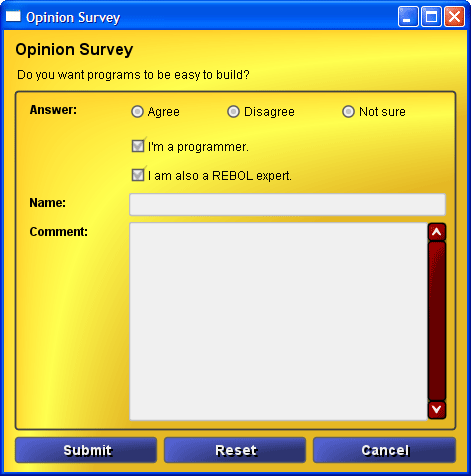 Opinion Survey
Opinion Survey
Do you want programs to be easy to build?
Answer: Agree Disagree Not sure
I'm a programmer.
I am also a REBOL expert.
Name:
Comment:
Submit Reset Cancel